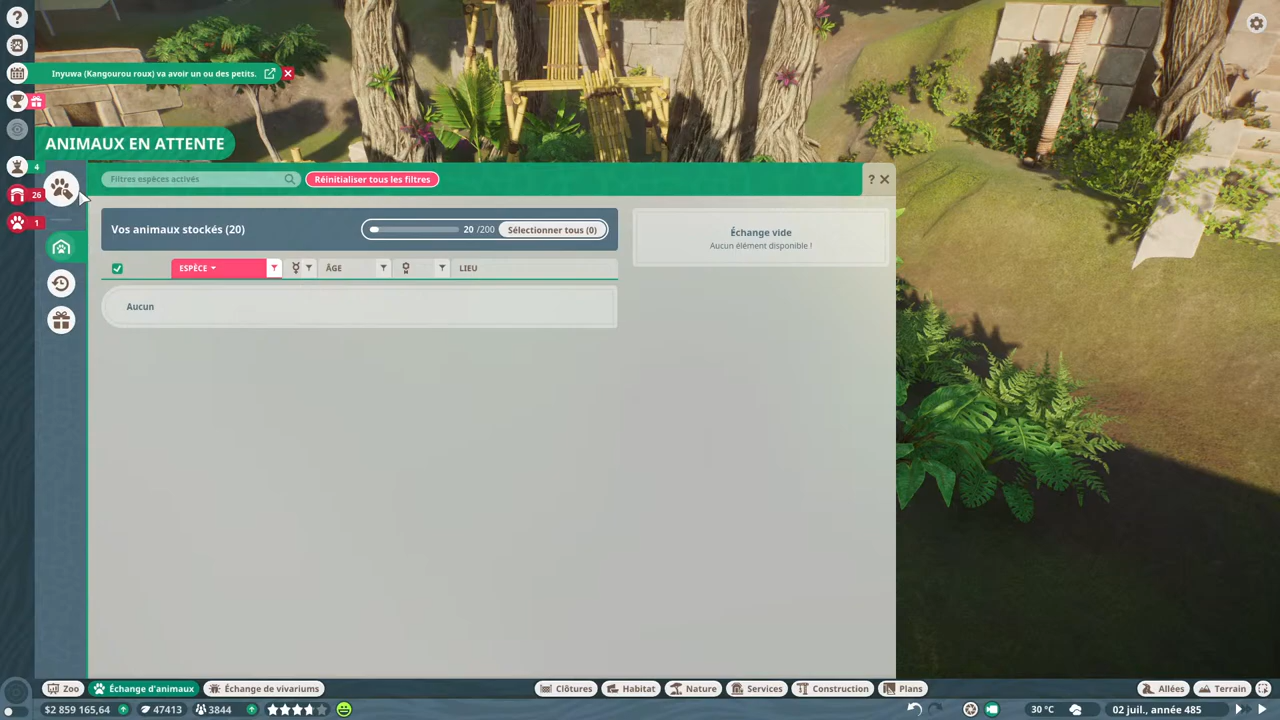 Inyuwa (Kangourou roux) va avoir un ou des petits.
ANIMAUX EN ATTENTE
4
26
1
Filtres espèces activés
Réinitialiser tous les filtres
?
Vos animaux stockés (20)
20 /200
Sélectionner tous (0)
Échange vide
Aucun élément disponible !
ESPÈCE
ÂGE
LIEU
Aucun
Zoo
Échange d'animaux
Échange de vivariums
Clôtures
Habitat
Nature
Services
Construction
Plans
Allées
Terrain
$2 859 165,64
47413
3844
30 °C
02 juil., année 485